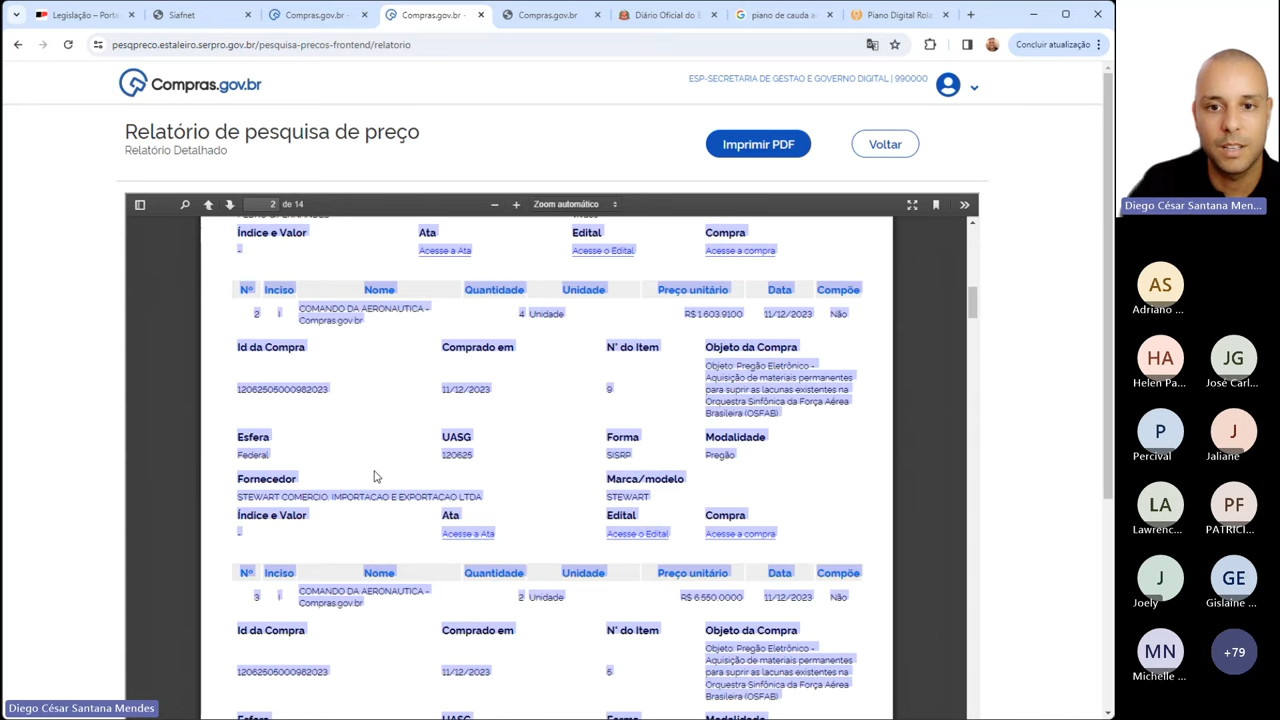 Legislação – Porta
Siafnet
Compras.gov.br -
Compras.gov.br -
Compras.gov.br
Diário Oficial do E
piano de cauda ar
Piano Digital Rola
pesqpreco.estaleiro.serpro.gov.br/pesquisa-precos-frontend/relatorio
Concluir atualização
Compras.gov.br
ESP-SECRETARIA DE GESTAO E GOVERNO DIGITAL | 990000
Relatório de pesquisa de preço
Relatório Detalhado
Imprimir PDF
Voltar
2 de 14
Zoom automático
Índice e Valor Ata Edital Compra
- Acesse a Ata Acesse o Edital Acesse a compra
Nº Inciso Nome Quantidade Unidade Preço unitário Data Compõe
2 I COMANDO DA AERONAUTICA - 4 Unidade R$ 1.603,9100 11/12/2023 Não
Compras.gov.br
Id da Compra Comprado em N° do Item Objeto da Compra
12062505000982023 11/12/2023 9 Objeto: Pregão Eletrônico -
Aquisição de materiais permanentes
para suprir as lacunas existentes na
Orquestra Sinfônica da Força Aérea
Brasileira (OSFAB)
Esfera UASG Forma Modalidade
Federal 120625 SISRP Pregão
Fornecedor Marca/modelo
STEWART COMERCIO, IMPORTACAO E EXPORTACAO LTDA STEWART
Índice e Valor Ata Edital Compra
- Acesse a Ata Acesse o Edital Acesse a compra
Nº Inciso Nome Quantidade Unidade Preço unitário Data Compõe
3 I COMANDO DA AERONAUTICA - 2 Unidade R$ 6.550,0000 11/12/2023 Não
Compras.gov.br
Id da Compra Comprado em N° do Item Objeto da Compra
12062505000982023 11/12/2023 5 Objeto: Pregão Eletrônico -
Aquisição de materiais permanentes
para suprir as lacunas existentes na
Orquestra Sinfônica da Força Aérea
Brasileira (OSFAB)
Esfera UASG Forma Modalidade
Diego César Santana Mendes
Diego César Santana Men...
AS
Adriano ...
HA
Helen Pa...
JG
José Carl...
P
Percival
J
Jaliane
LA
Lawrenc...
PF
PATRICI...
J
Joely
GE
Gislaine ...
MN
Michelle ...
+79